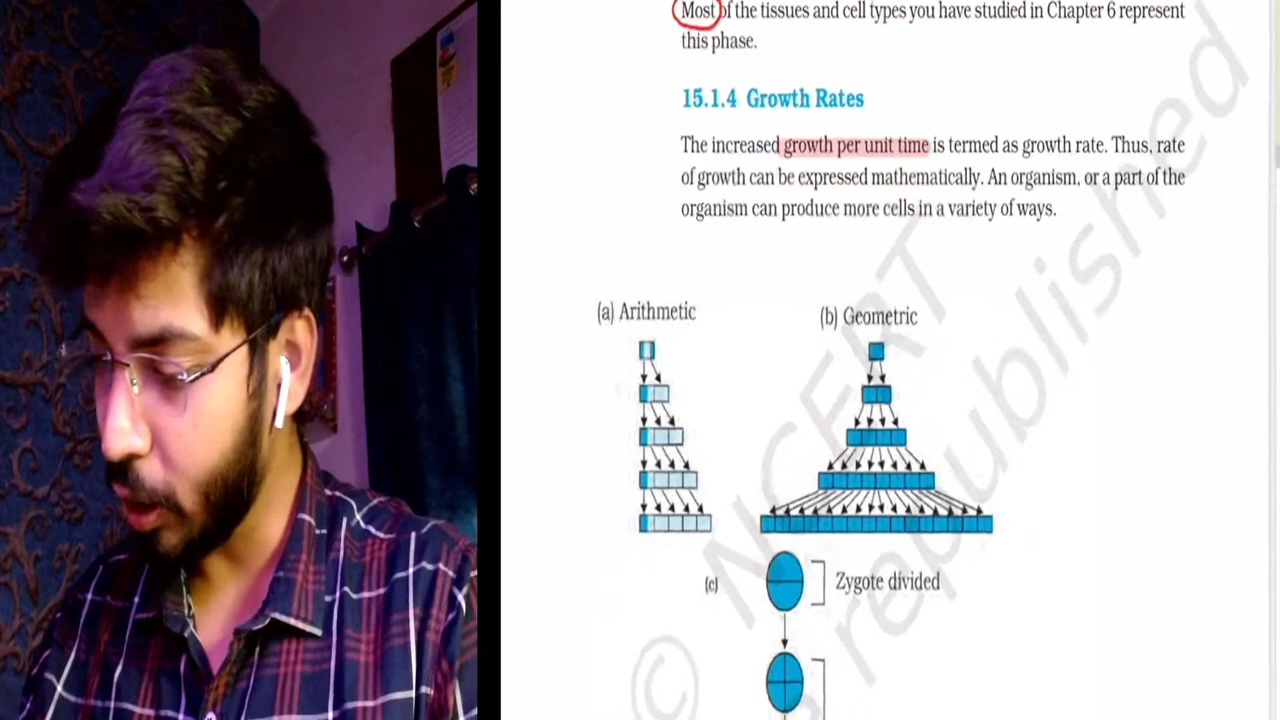 Most of the tissues and cell types you have studied in Chapter 6 represent
this phase.
15.1.4 Growth Rates
The increased growth per unit time is termed as growth rate. Thus, rate
of growth can be expressed mathematically. An organism, or a part of the
organism can produce more cells in a variety of ways.
(a) Arithmetic
(b) Geometric
(c)
Zygote divided
© NCERT
republished